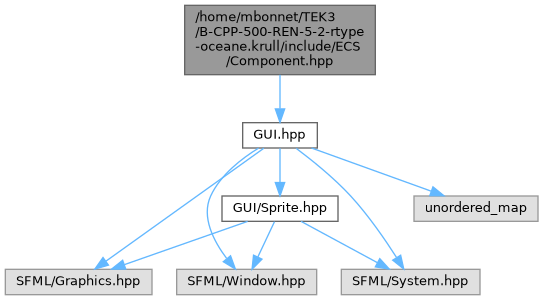 /home/mbonnet/TEK3
/B-CPP-500-REN-5-2-rtype
-oceane.krull/include/ECS
/Component.hpp
GUI.hpp
GUI/Sprite.hpp
unordered_map
SFML/Graphics.hpp
SFML/Window.hpp
SFML/System.hpp